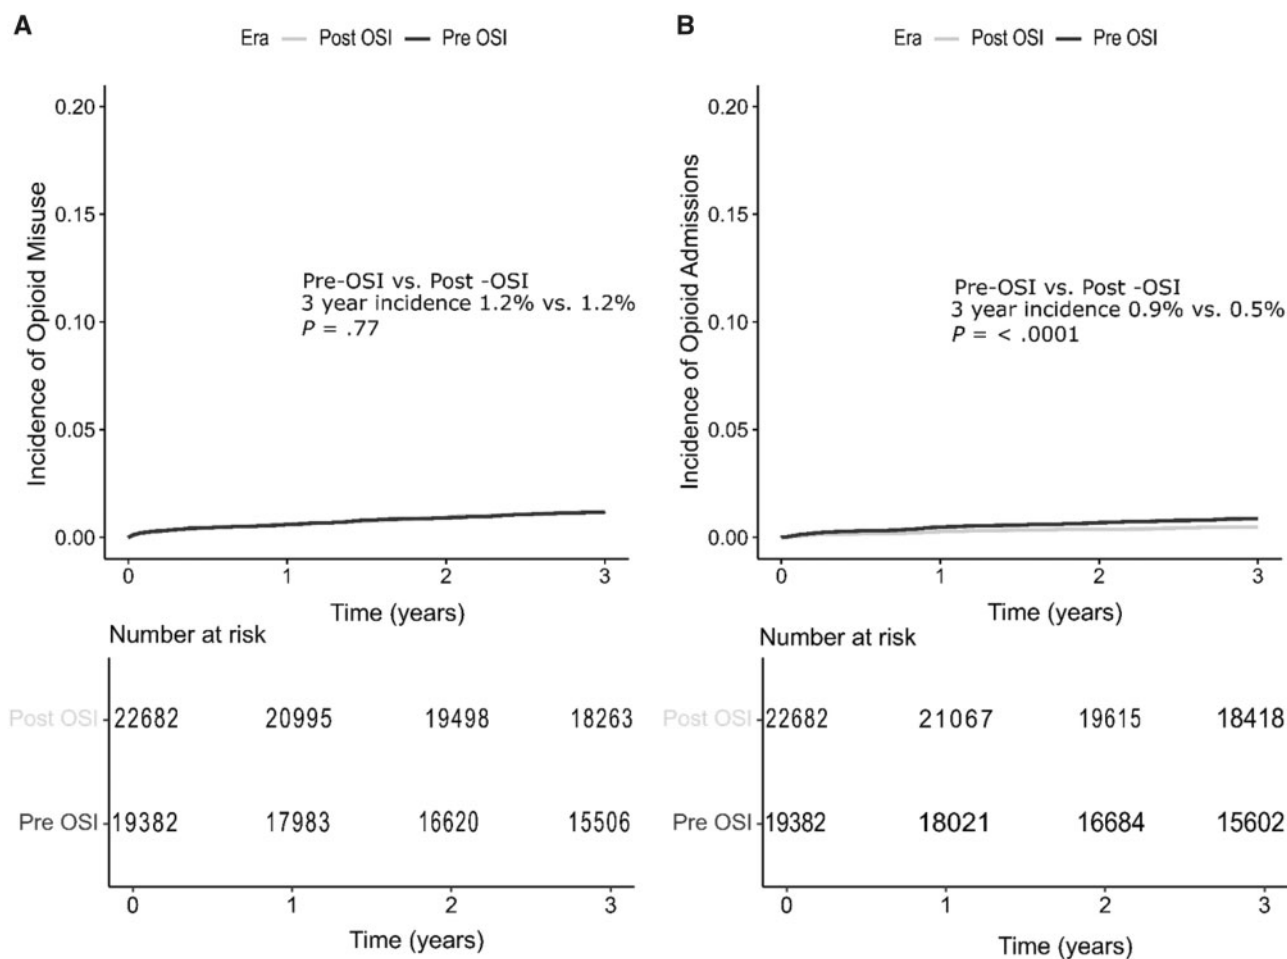 A
Era Post OSI Pre OSI
0.20
0.15
0.10
0.05
0.00
Incidence of Opioid Misuse
Pre-OSI vs. Post -OSI
3 year incidence 1.2% vs. 1.2%
P = .77
0 1 2 3
Time (years)
Number at risk
Post OSI 22682 20995 19498 18263
Pre OSI 19382 17983 16620 15506
0 1 2 3
Time (years)
B
Era Post OSI Pre OSI
0.20
0.15
0.10
0.05
0.00
Incidence of Opioid Admissions
Pre-OSI vs. Post -OSI
3 year incidence 0.9% vs. 0.5%
P = < .0001
0 1 2 3
Time (years)
Number at risk
Post OSI 22682 21067 19615 18418
Pre OSI 19382 18021 16684 15602
0 1 2 3
Time (years)